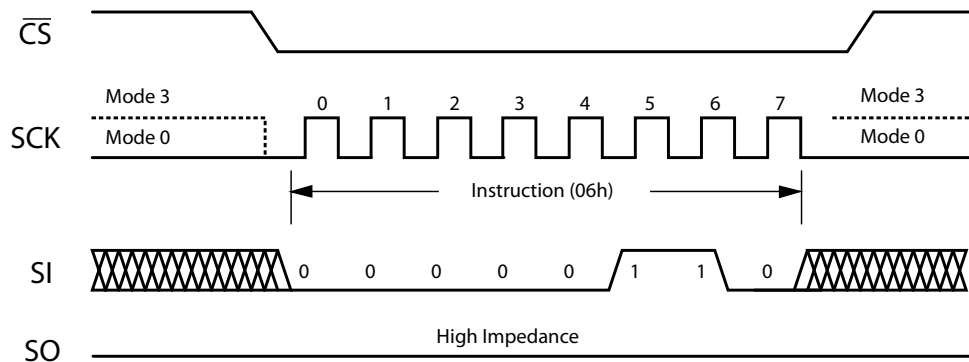 CS
Mode 3
Mode 3
0 1 2 3 4 5 6 7
SCK
Mode 0
Mode 0
Instruction (06h)
SI
0 0 0 0 0 1 1 0
High Impedance
SO